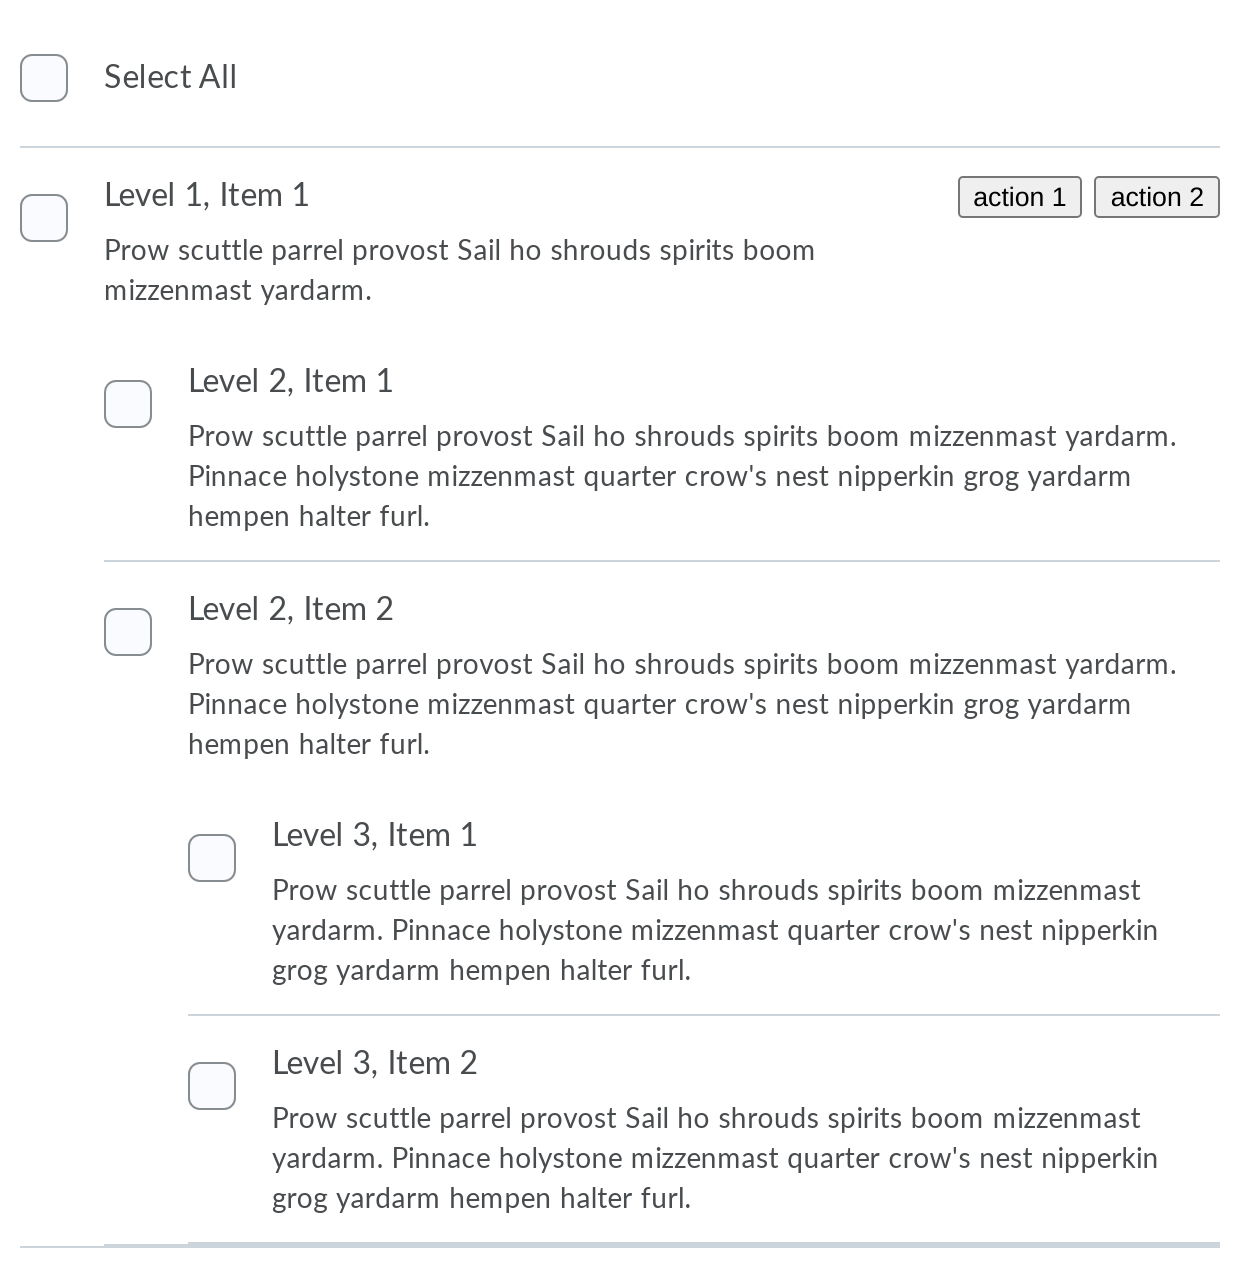 Select All
Level 1, Item 1
action 1 action 2
Prow scuttle parrel provost Sail ho shrouds spirits boom
mizzenmast yardarm.
Level 2, Item 1
Prow scuttle parrel provost Sail ho shrouds spirits boom mizzenmast yardarm.
Pinnace holystone mizzenmast quarter crow's nest nipperkin grog yardarm
hempen halter furl.
Level 2, Item 2
Prow scuttle parrel provost Sail ho shrouds spirits boom mizzenmast yardarm.
Pinnace holystone mizzenmast quarter crow's nest nipperkin grog yardarm
hempen halter furl.
Level 3, Item 1
Prow scuttle parrel provost Sail ho shrouds spirits boom mizzenmast
yardarm. Pinnace holystone mizzenmast quarter crow's nest nipperkin
grog yardarm hempen halter furl.
Level 3, Item 2
Prow scuttle parrel provost Sail ho shrouds spirits boom mizzenmast
yardarm. Pinnace holystone mizzenmast quarter crow's nest nipperkin
grog yardarm hempen halter furl.